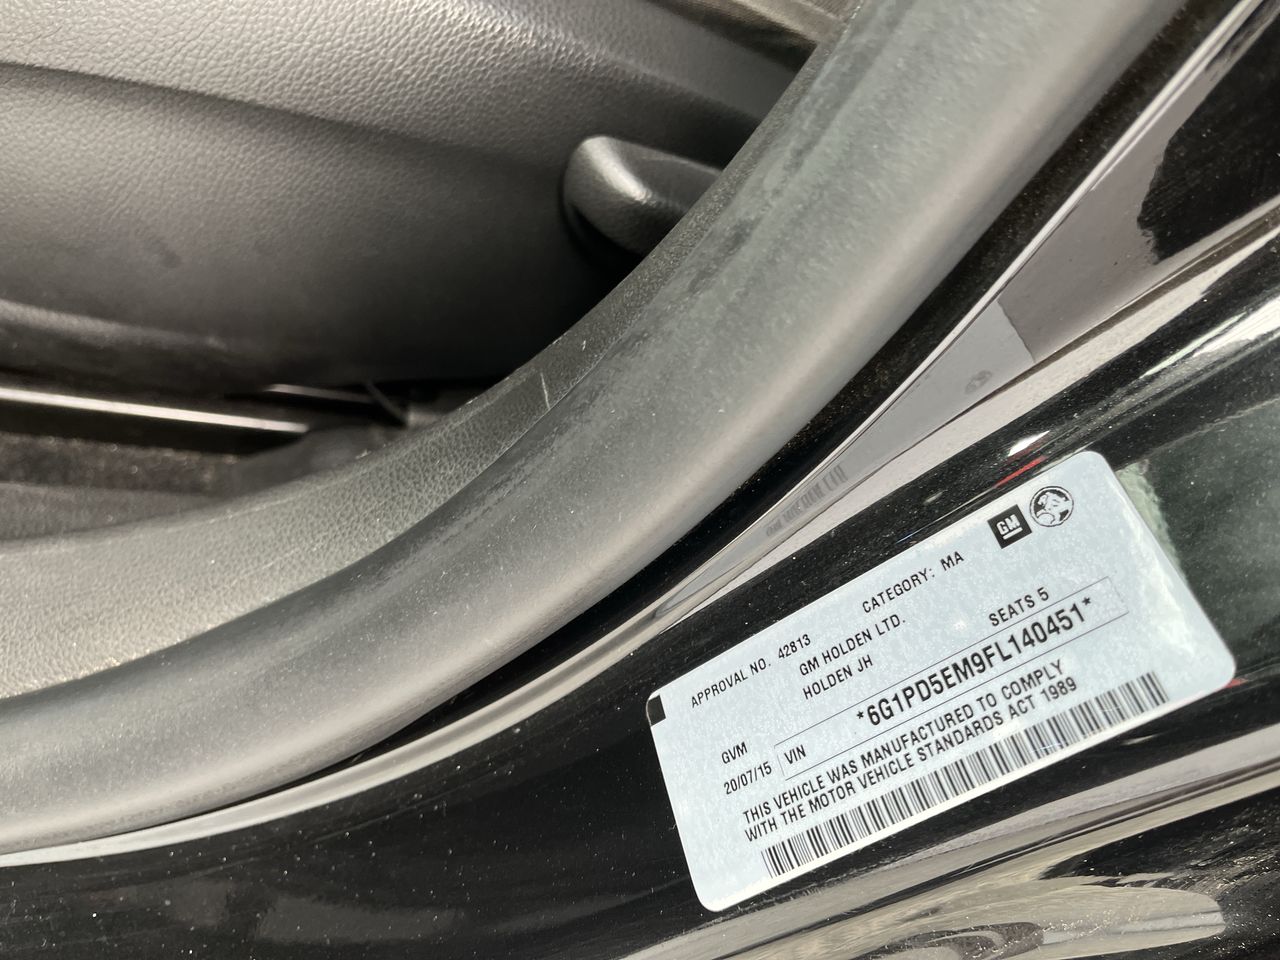 GM
APPROVAL NO. 42813
CATEGORY: MA
GM HOLDEN LTD.
HOLDEN JH
SEATS 5
GVM
20/07/15
VIN
*6G1PD5EM9FL140451*
THIS VEHICLE WAS MANUFACTURED TO COMPLY
WITH THE MOTOR VEHICLE STANDARDS ACT 1989